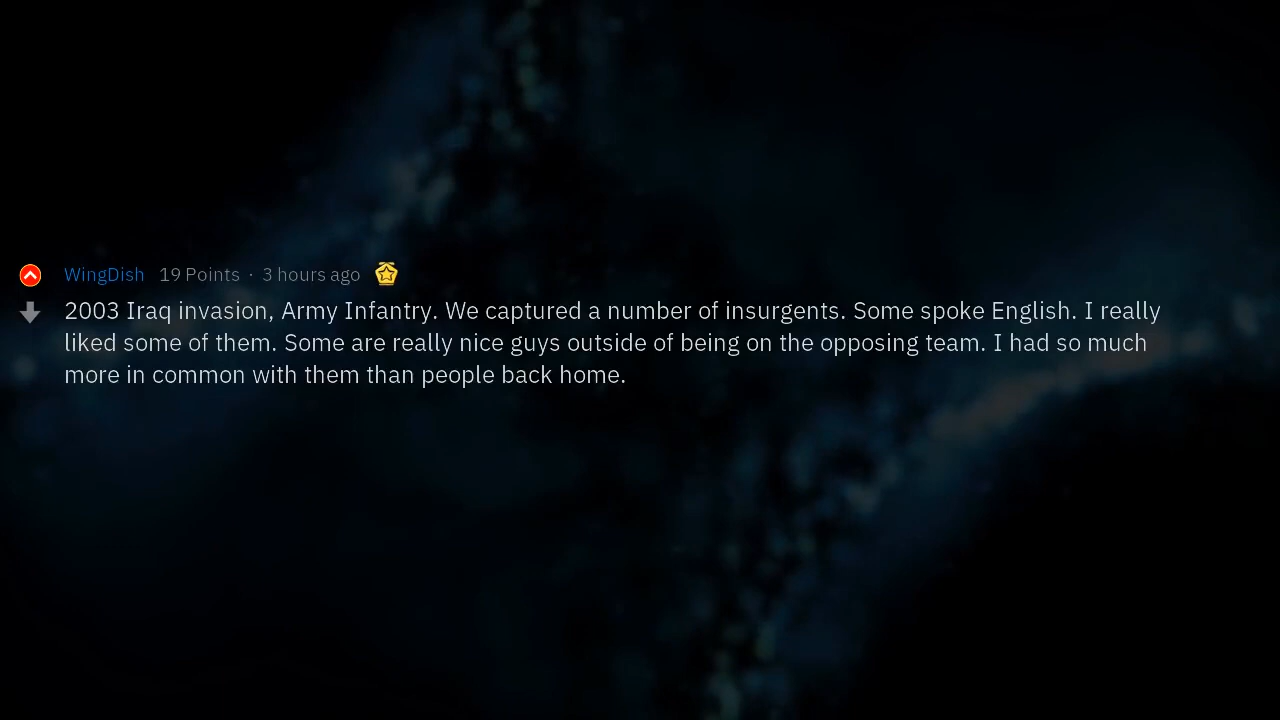 WingDish 19 Points · 3 hours ago
2003 Iraq invasion, Army Infantry. We captured a number of insurgents. Some spoke English. I really
liked some of them. Some are really nice guys outside of being on the opposing team. I had so much
more in common with them than people back home.